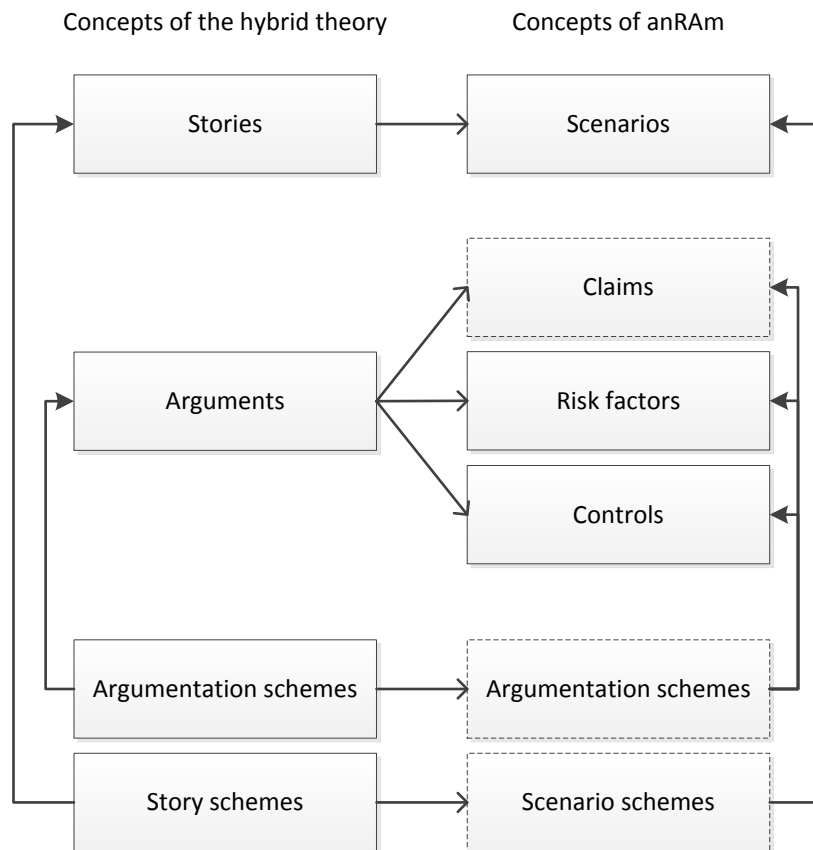 Concepts of the hybrid theory
Concepts of anRAm
Stories
Scenarios
Claims
Arguments
Risk factors
Controls
Argumentation schemes
Argumentation schemes
Story schemes
Scenario schemes